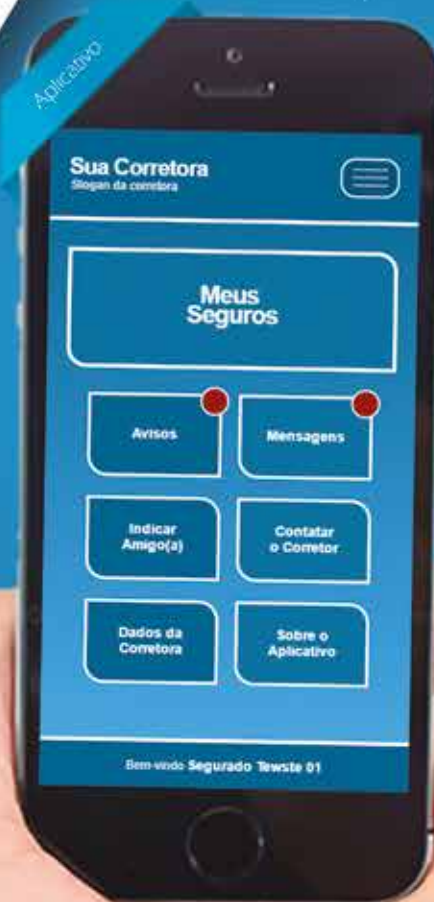 Aplicativo
Sua Corretora
Slogan da corretora
Meus
Seguros
Avisos
Mensagens
Indicar
Amigo(a)
Contatar
o Corretor
Dados da
Corretora
Sobre o
Aplicativo
Bem-vindo Segurado Tewste 01